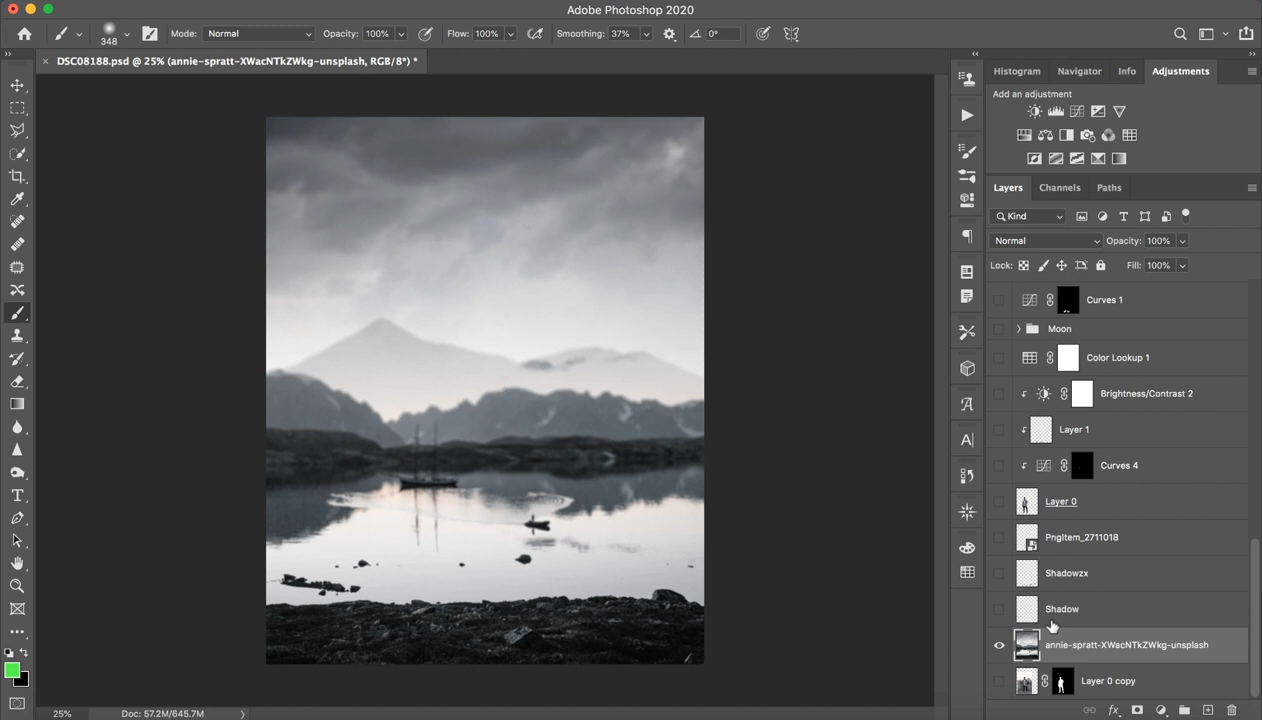 Adobe Photoshop 2020
348
Mode: Normal
Opacity: 100%
Flow: 100%
Smoothing: 37%
0°
DSC08188.psd @ 25% (annie-spratt-XWacNTkZWkg-unsplash, RGB/8*) *
Histogram
Navigator
Info
Adjustments
Add an adjustment
Layers
Channels
Paths
Kind
Normal
Opacity: 100%
Lock:
Fill: 100%
Curves 1
Moon
Color Lookup 1
Brightness/Contrast 2
Layer 1
Curves 4
Layer 0
PngItem_2711018
Shadowzx
Shadow
annie-spratt-XWacNTkZWkg-unsplash
Layer 0 copy
fx
25%
Doc: 57.2M/645.7M